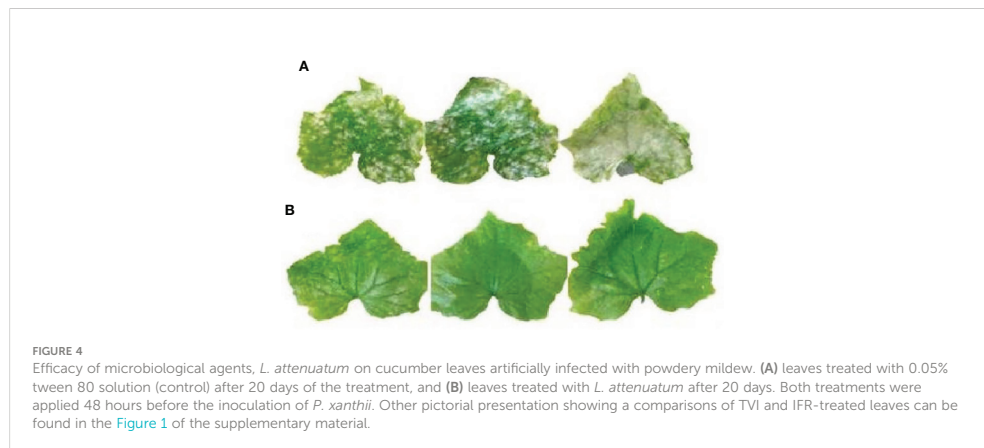 A
B
FIGURE 4
Efficacy of microbiological agents, L. attenuatum on cucumber leaves artificially infected with powdery mildew. (A) leaves treated with 0.05%
tween 80 solution (control) after 20 days of the treatment, and (B) leaves treated with L. attenuatum after 20 days. Both treatments were
applied 48 hours before the inoculation of P. xanthii. Other pictorial presentation showing a comparisons of TVI and IFR-treated leaves can be
found in the Figure 1 of the supplementary material.